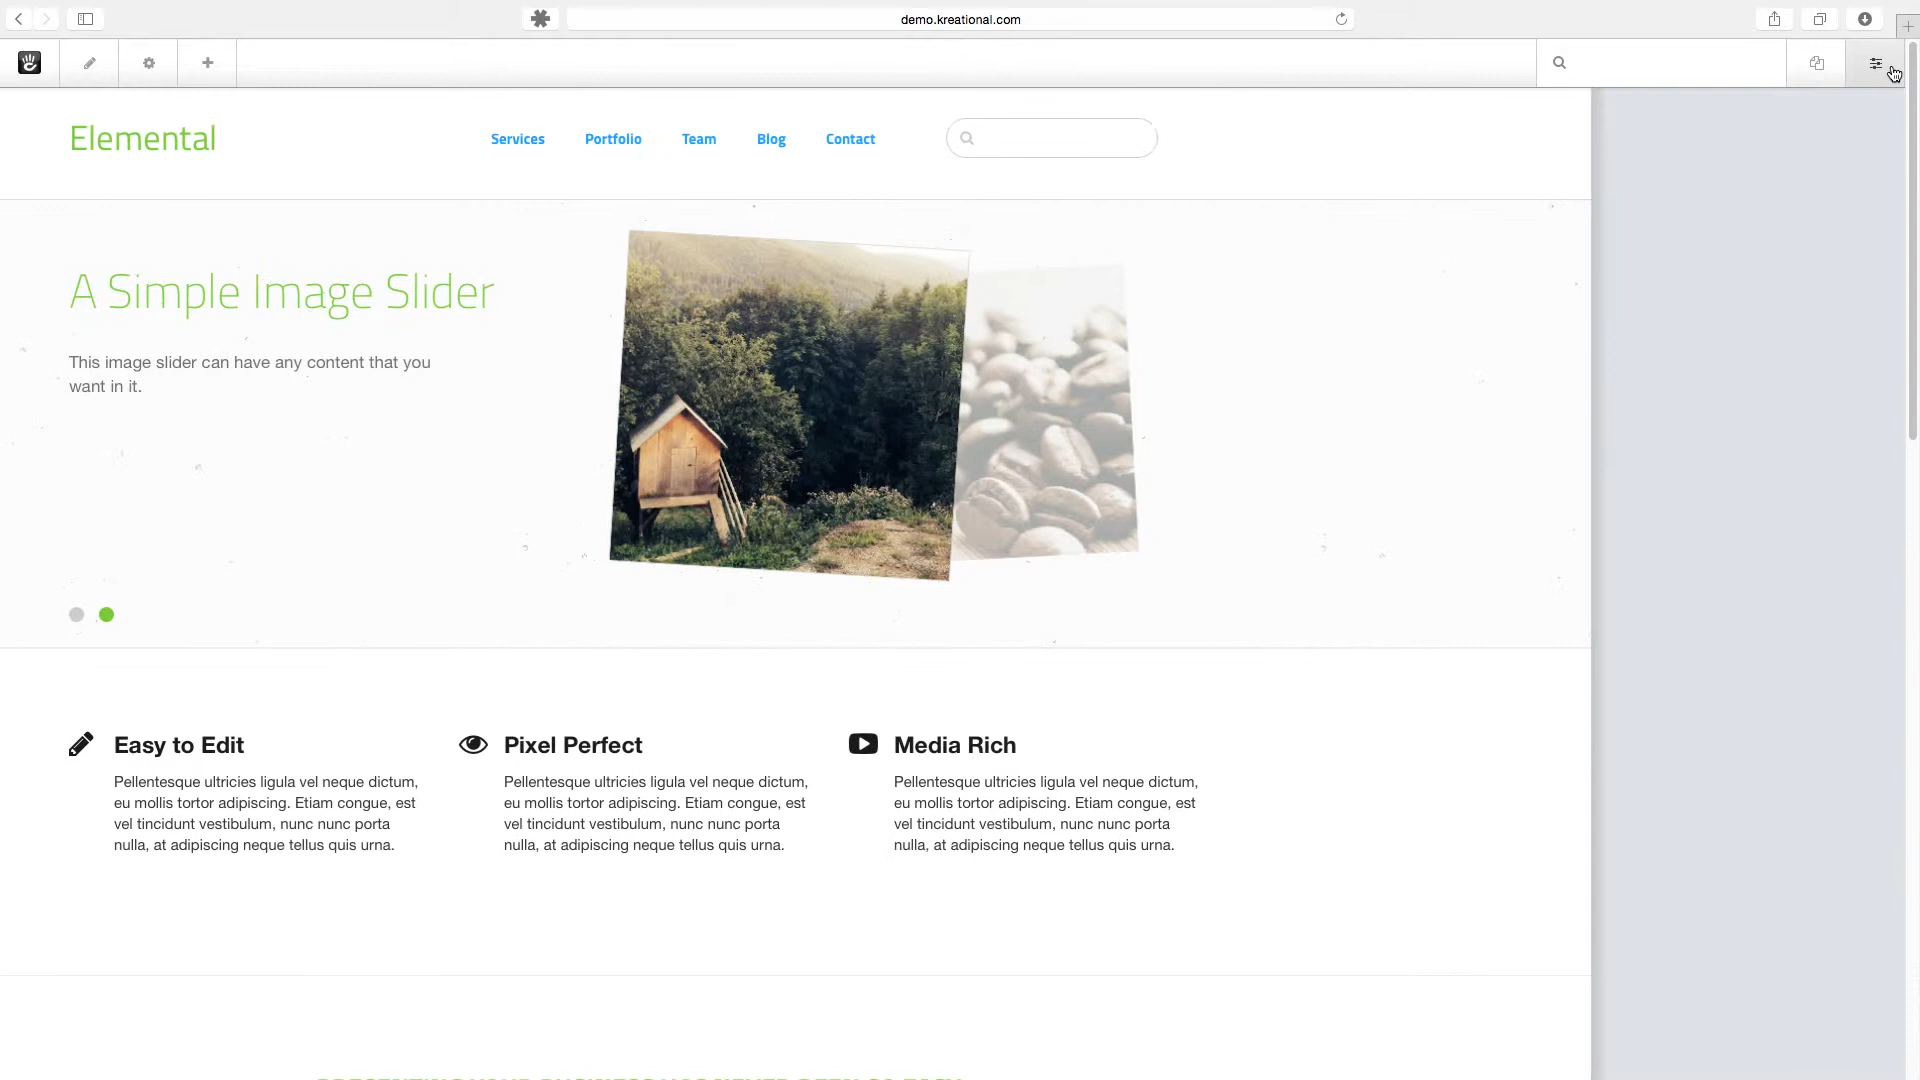 demo.kreational.com
Elemental
Services
Portfolio
Team
Blog
Contact
A Simple Image Slider
This image slider can have any content that you
want in it.
Easy to Edit
Pellentesque ultricies ligula vel neque dictum,
eu mollis tortor adipiscing. Etiam congue, est
vel tincidunt vestibulum, nunc nunc porta
nulla, at adipiscing neque tellus quis urna.
Pixel Perfect
Pellentesque ultricies ligula vel neque dictum,
eu mollis tortor adipiscing. Etiam congue, est
vel tincidunt vestibulum, nunc nunc porta
nulla, at adipiscing neque tellus quis urna.
Media Rich
Pellentesque ultricies ligula vel neque dictum,
eu mollis tortor adipiscing. Etiam congue, est
vel tincidunt vestibulum, nunc nunc porta
nulla, at adipiscing neque tellus quis urna.